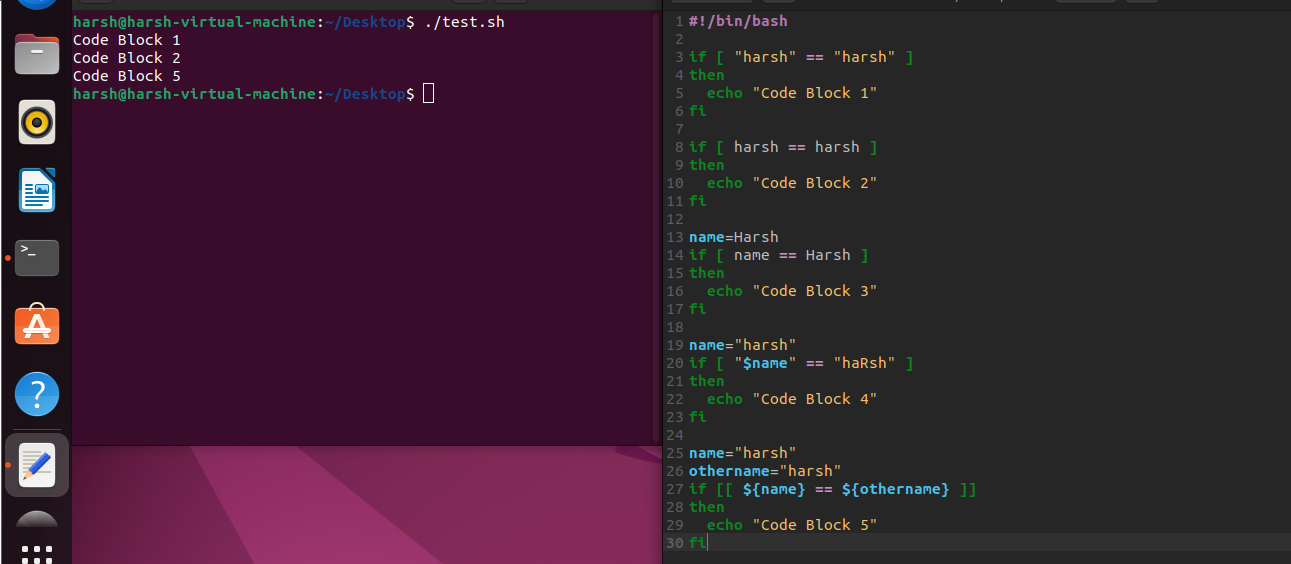 harsh@harsh-virtual-machine:~/Desktop$ ./test.sh
Code Block 1
Code Block 2
Code Block 5
harsh@harsh-virtual-machine:~/Desktop$
1 #!/bin/bash
2
3 if [ "harsh" == "harsh" ]
4 then
5   echo "Code Block 1"
6 fi
7
8 if [ harsh == harsh ]
9 then
10   echo "Code Block 2"
11 fi
12
13 name=Harsh
14 if [ name == Harsh ]
15 then
16   echo "Code Block 3"
17 fi
18
19 name="harsh"
20 if [ "$name" == "haRsh" ]
21 then
22   echo "Code Block 4"
23 fi
24
25 name="harsh"
26 othername="harsh"
27 if [[ ${name} == ${othername} ]]
28 then
29   echo "Code Block 5"
30 fi